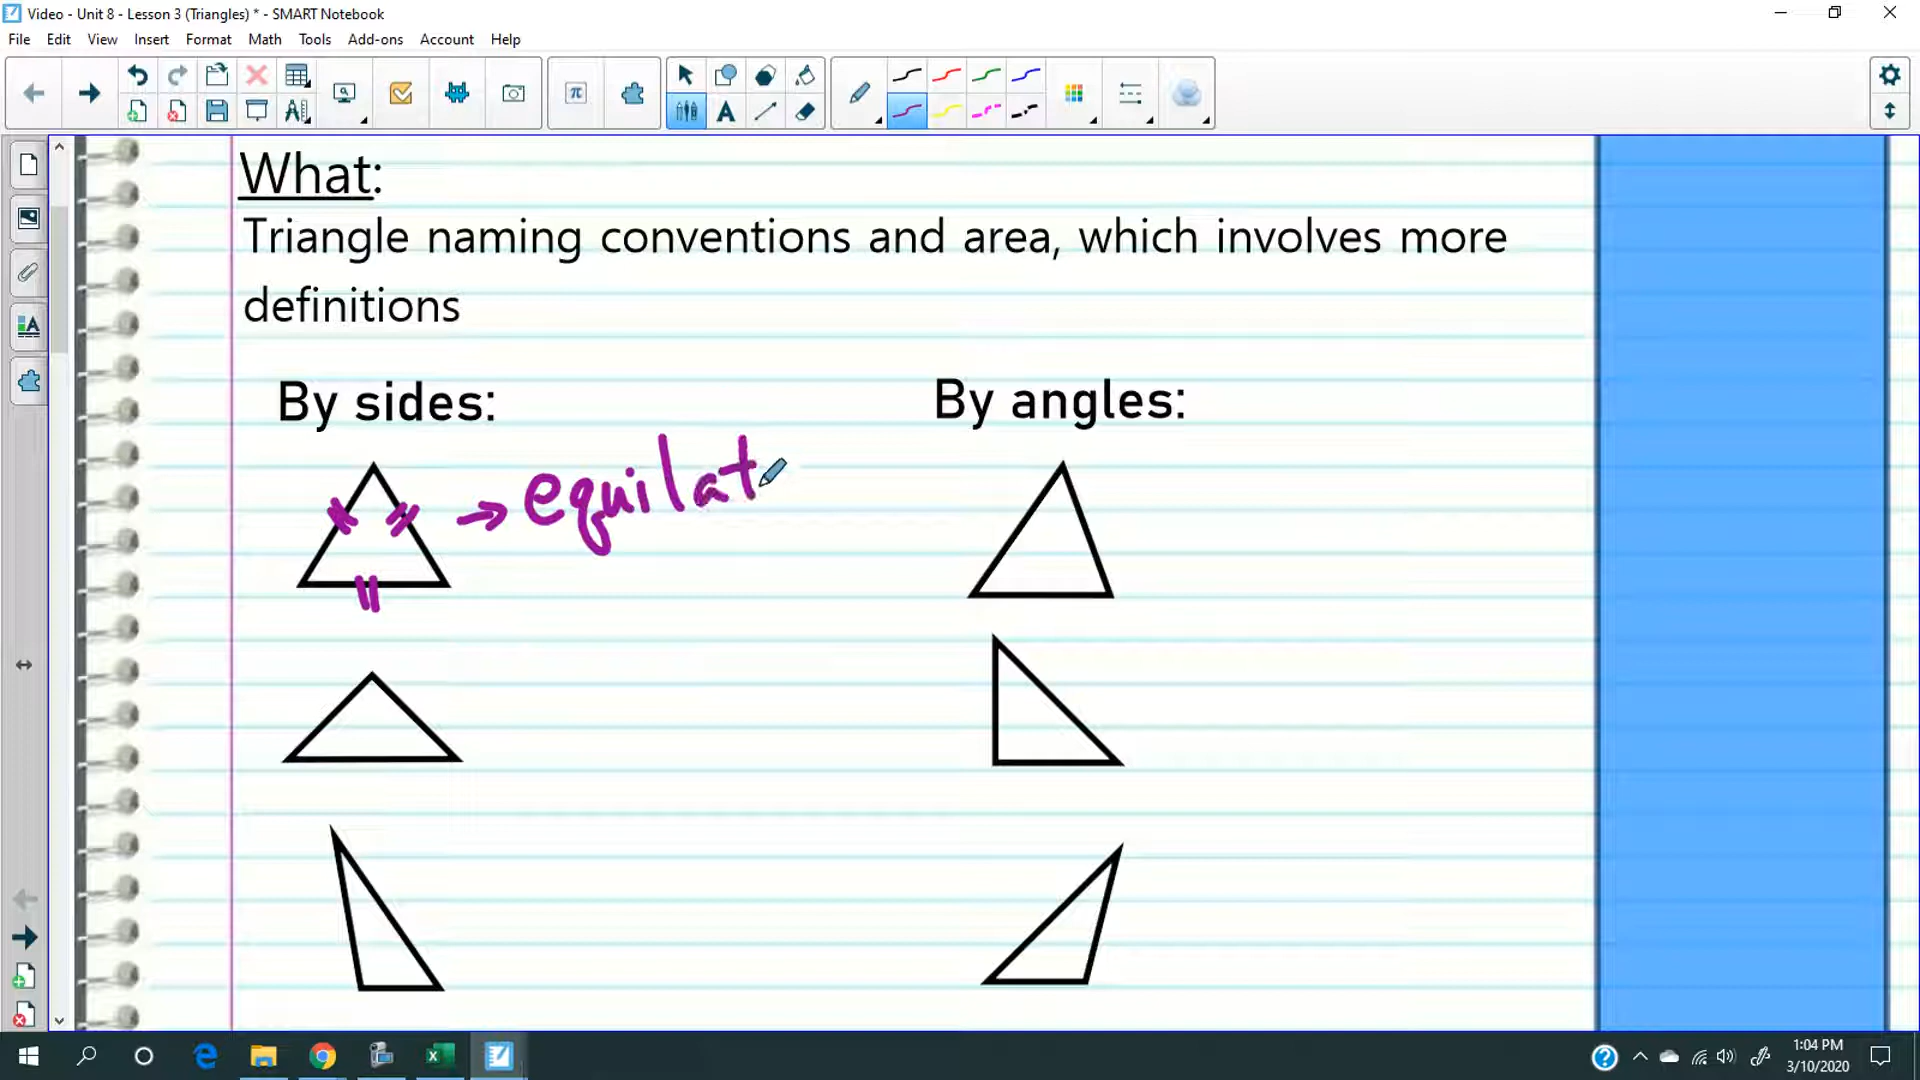 Video - Unit 8 - Lesson 3 (Triangles) * - SMART Notebook
File Edit View Insert Format Math Tools Add-ons Account Help
What:
Triangle naming conventions and area, which involves more
definitions
By sides:
By angles:
→ equilat
1:04 PM
3/10/2020